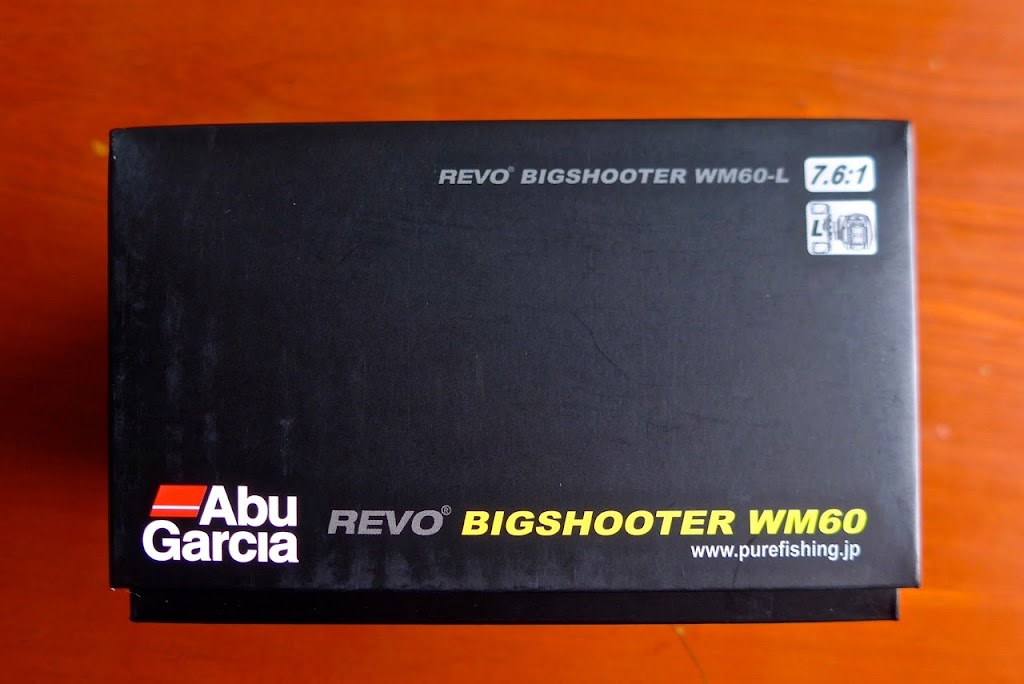 REVO® BIGSHOOTER WM60-L 7.6:1
L
Abu
Garcia
REVO® BIGSHOOTER WM60
www.purefishing.jp